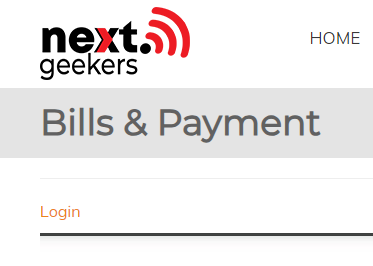 next.
geekers
HOME
Bills & Payment
Login